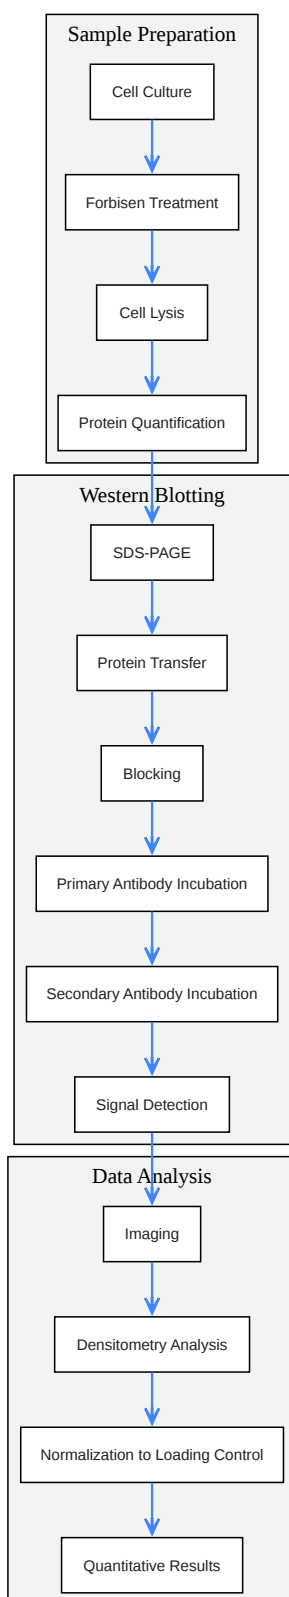 Sample Preparation
Cell Culture
Forbisen Treatment
Cell Lysis
Protein Quantification
Western Blotting
SDS-PAGE
Protein Transfer
Blocking
Primary Antibody Incubation
Secondary Antibody Incubation
Signal Detection
Data Analysis
Imaging
Densitometry Analysis
Normalization to Loading Control
Quantitative Results